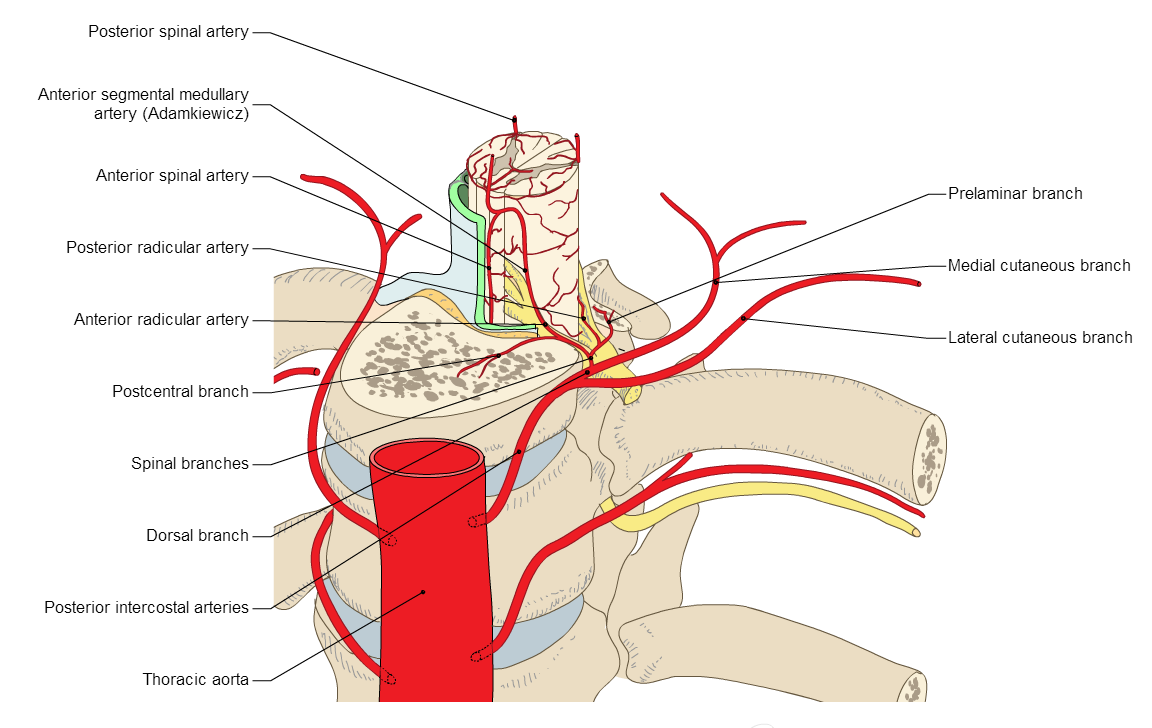 Posterior spinal artery
Anterior segmental medullary
artery (Adamkiewicz)
Anterior spinal artery
Posterior radicular artery
Anterior radicular artery
Postcentral branch
Spinal branches
Dorsal branch
Posterior intercostal arteries
Thoracic aorta
Prelaminar branch
Medial cutaneous branch
Lateral cutaneous branch